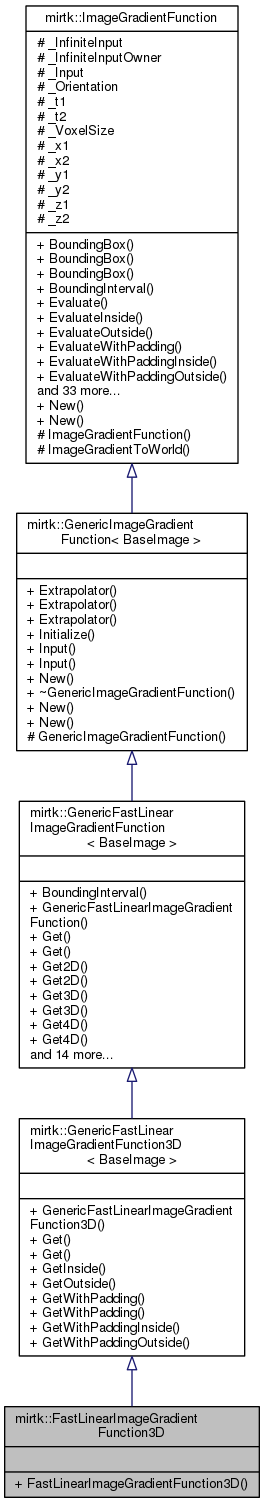 mirtk::ImageGradientFunction
# _InfiniteInput
# _InfiniteInputOwner
# _Input
# _Orientation
# _t1
# _t2
# _VoxelSize
# _x1
# _x2
# _y1
# _y2
# _z1
# _z2
+ BoundingBox()
+ BoundingBox()
+ BoundingBox()
+ BoundingInterval()
+ Evaluate()
+ EvaluateInside()
+ EvaluateOutside()
+ EvaluateWithPadding()
+ EvaluateWithPaddingInside()
+ EvaluateWithPaddingOutside()
and 33 more...
+ New()
+ New()
# ImageGradientFunction()
# ImageGradientToWorld()
mirtk::GenericImageGradient
Function< BaseImage >
+ Extrapolator()
+ Extrapolator()
+ Extrapolator()
+ Initialize()
+ Input()
+ Input()
+ New()
+ ~GenericImageGradientFunction()
+ New()
+ New()
# GenericImageGradientFunction()
mirtk::GenericFastLinear
ImageGradientFunction
< BaseImage >
+ BoundingInterval()
+ GenericFastLinearImageGradient
Function()
+ Get()
+ Get()
+ Get2D()
+ Get2D()
+ Get3D()
+ Get3D()
+ Get4D()
+ Get4D()
and 14 more...
mirtk::GenericFastLinear
ImageGradientFunction3D
< BaseImage >
+ GenericFastLinearImageGradient
Function3D()
+ Get()
+ Get()
+ GetInside()
+ GetOutside()
+ GetWithPadding()
+ GetWithPadding()
+ GetWithPaddingInside()
+ GetWithPaddingOutside()
mirtk::FastLinearImageGradient
Function3D
+ FastLinearImageGradientFunction3D()